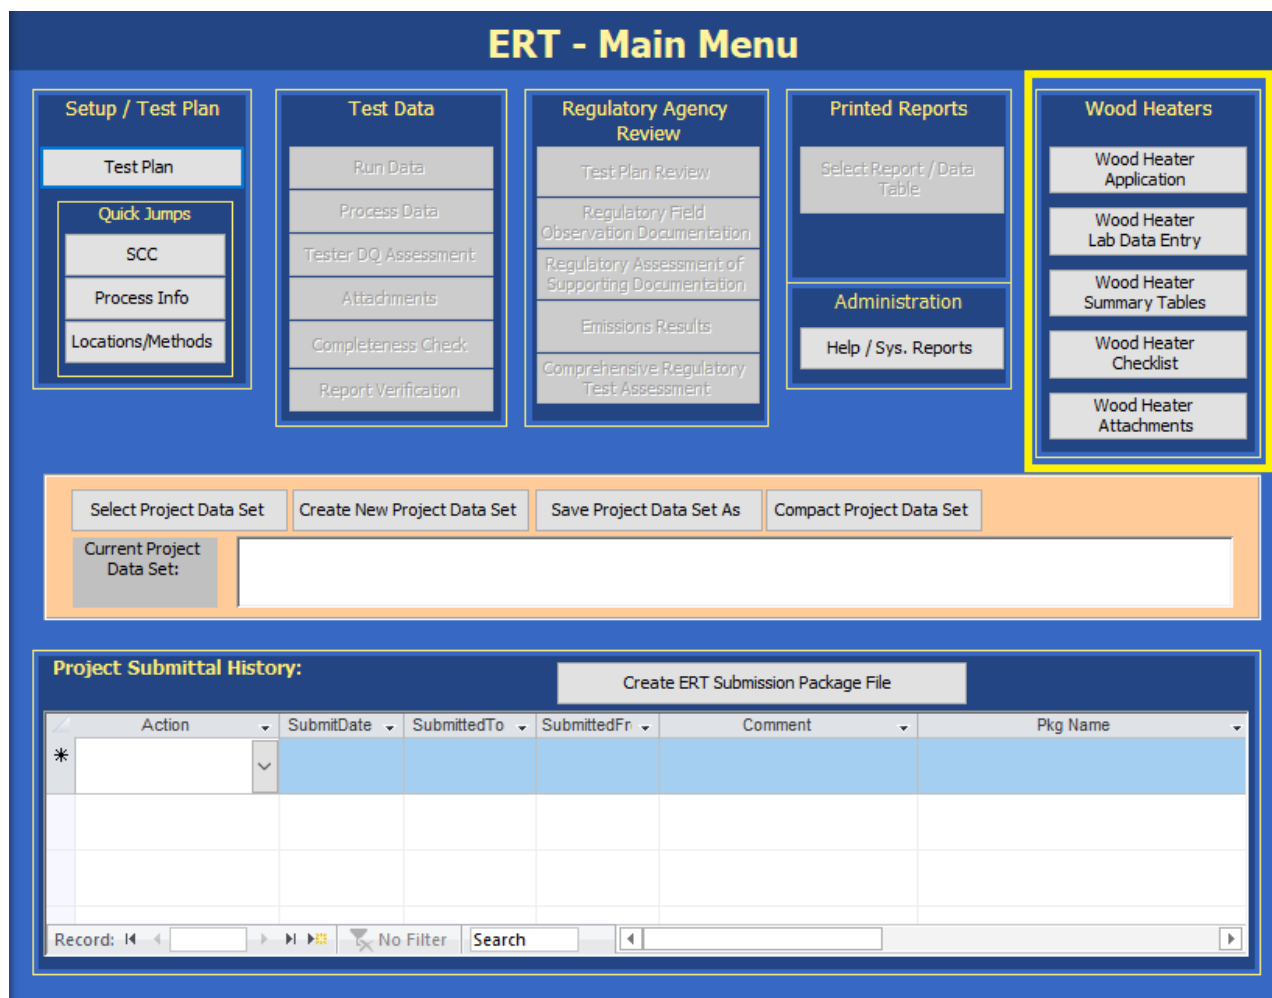 ERT - Main Menu
Setup / Test Plan
Test Plan
Quick Jumps
SCC
Process Info
Locations/Methods
Test Data
Run Data
Process Data
Tester DQ Assessment
Attachments
Completeness Check
Report Verification
Regulatory Agency
Review
Test Plan Review
Regulatory Field
Observation Documentation
Regulatory Assessment of
Supporting Documentation
Emissions Results
Comprehensive Regulatory
Test Assessment
Printed Reports
Select Report / Data
Table
Administration
Help / Sys. Reports
Wood Heaters
Wood Heater
Application
Wood Heater
Lab Data Entry
Wood Heater
Summary Tables
Wood Heater
Checklist
Wood Heater
Attachments
Select Project Data Set
Create New Project Data Set
Save Project Data Set As
Compact Project Data Set
Current Project
Data Set:
Project Submittal History:
Create ERT Submission Package File
Action SubmitDate SubmittedTo SubmittedFr Comment Pkg Name
Record: No Filter Search